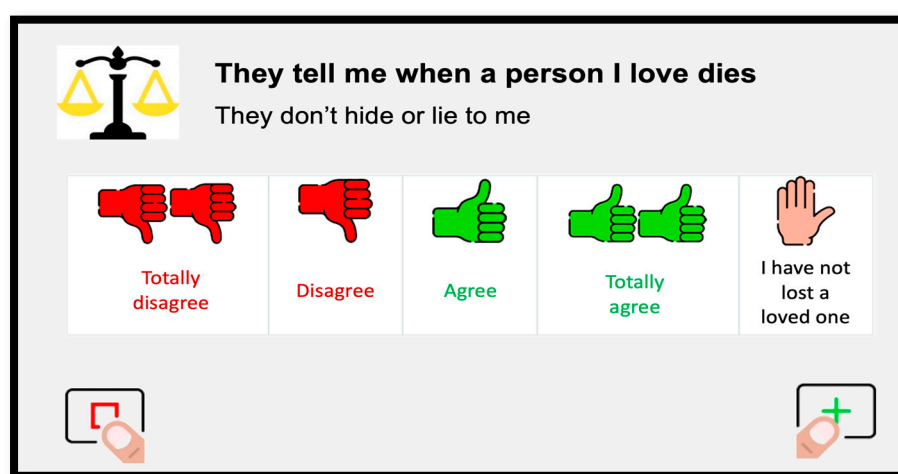 They tell me when a person I love dies
They don't hide or lie to me
Totally
disagree
Disagree
Agree
Totally
agree
I have not
lost a
loved one